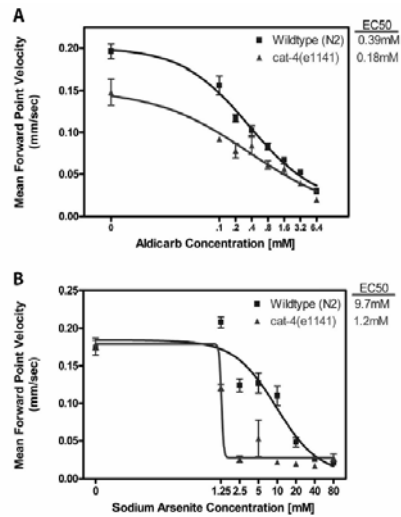 A
EC50
Wildtype (N2) 0.39mM
cat-4(e1141) 0.18mM
Mean Forward Point Velocity
(mm/sec)
0.20
0.15
0.10
0.05
0.00
0 .1 .2 .4 .8 1.6 3.2 6.4
Aldicarb Concentration [mM]
B
EC50
Wildtype (N2) 9.7mM
cat-4(e1141) 1.2mM
Mean Forward Point Velocity
(mm/sec)
0.25
0.20
0.15
0.10
0.05
0.00
0 1.25 2.5 5 10 20 40 80
Sodium Arsenite Concentration [mM]